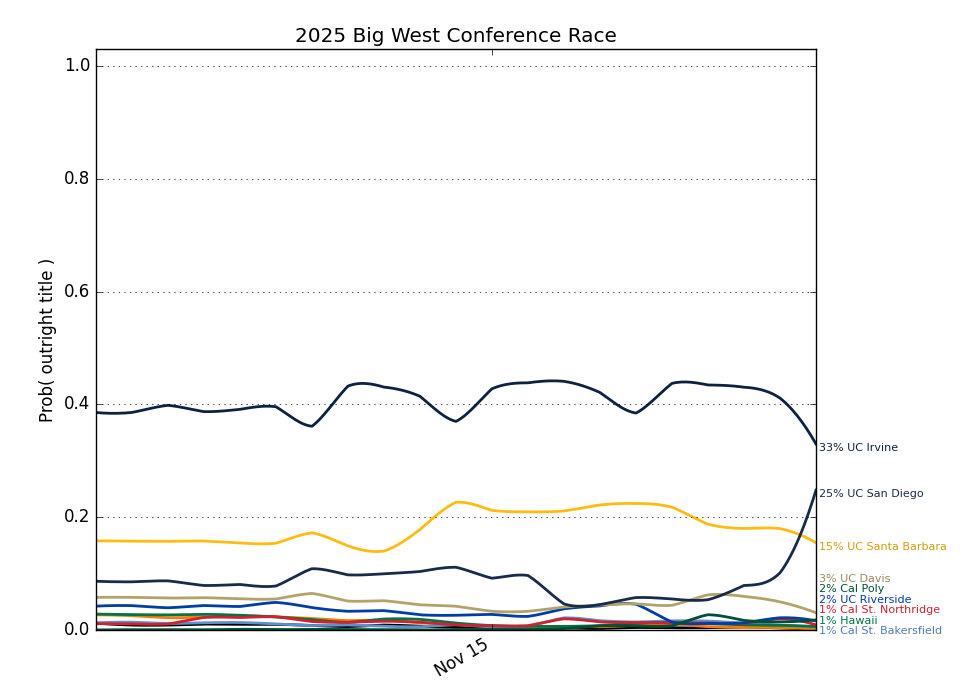 2025 Big West Conference Race
Prob( outright title )
1.0
0.8
0.6
0.4
0.2
0.0
Nov 15
33% UC Irvine
25% UC San Diego
15% UC Santa Barbara
3% UC Davis
2% Cal Poly
2% UC Riverside
1% Cal St. Northridge
1% Hawaii
1% Cal St. Bakersfield